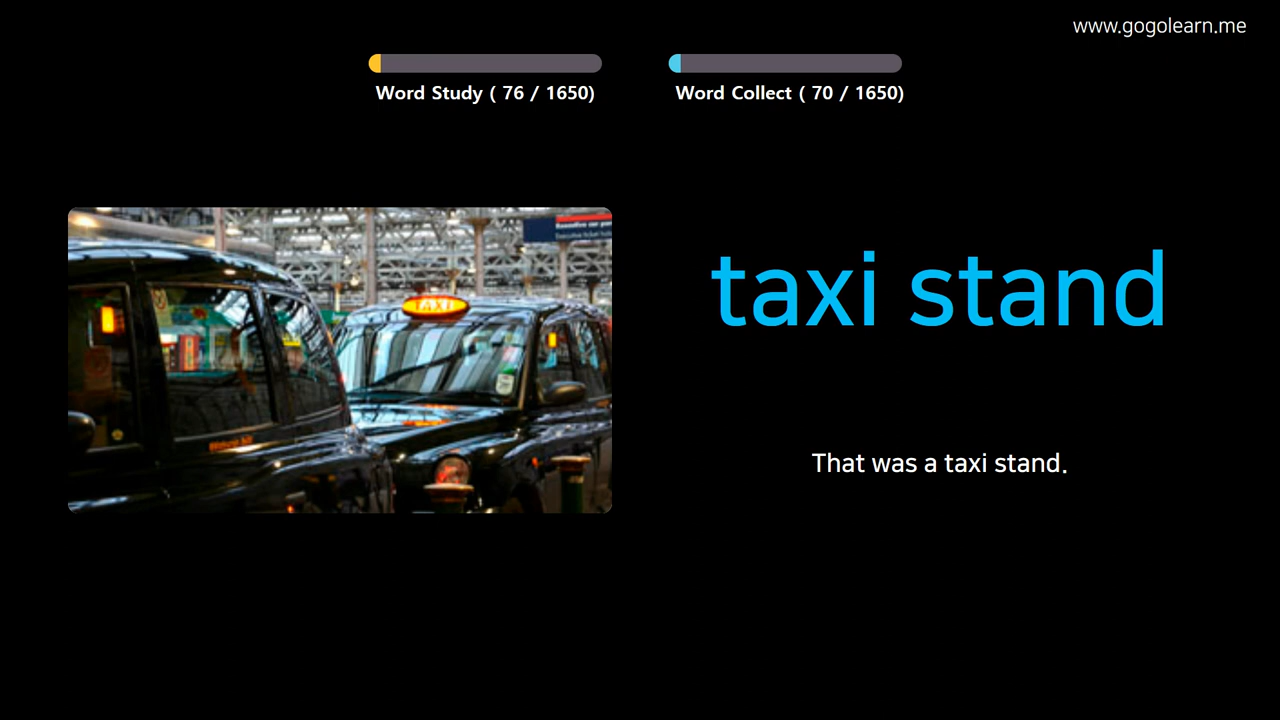 www.gogolearn.me
Word Study ( 76 / 1650)
Word Collect ( 70 / 1650)
TAXI
taxi stand
That was a taxi stand.